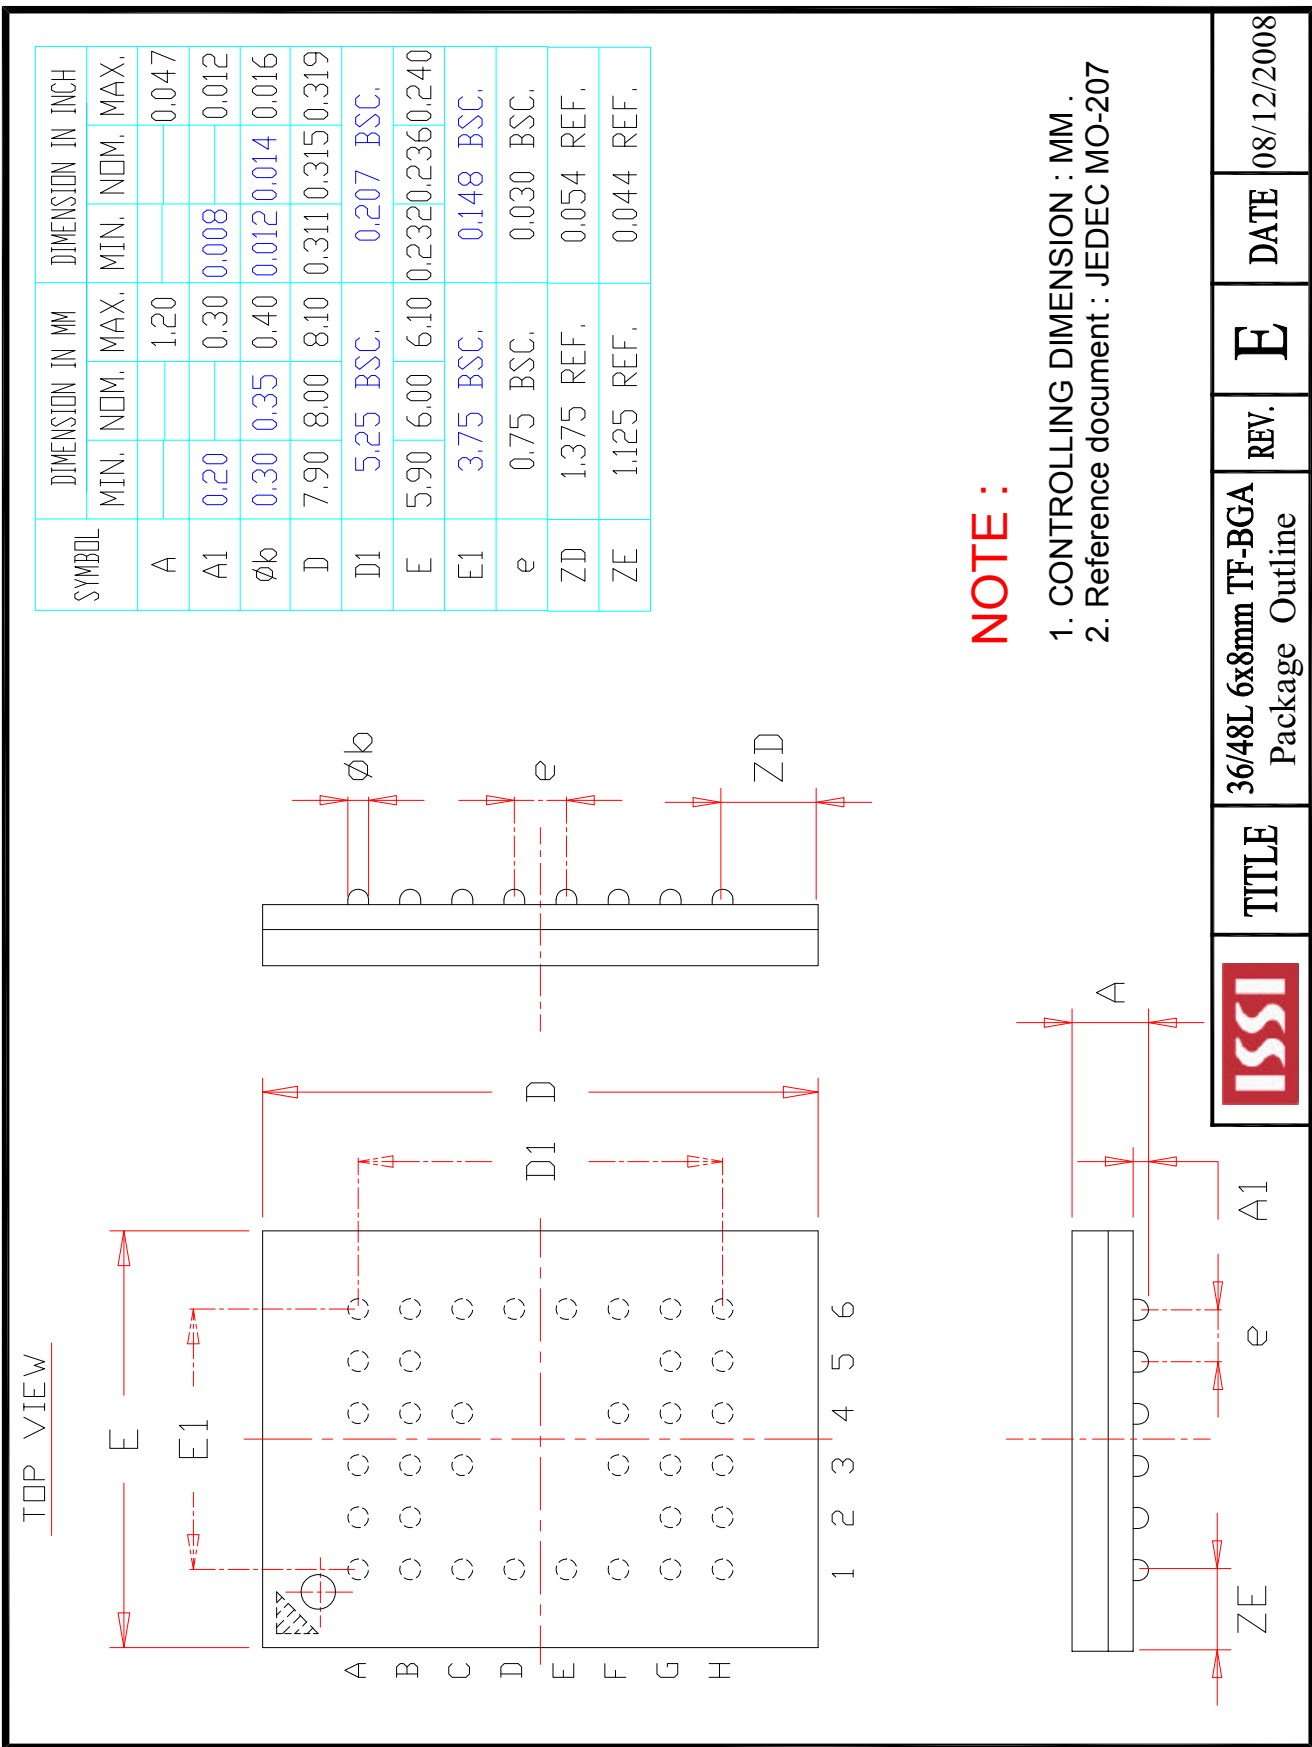 TOP VIEW
E
E1
A
B
C
D
E
F
G
H
1 2 3 4 5 6
D
D1
Øb
e
ZD
A
A1
e
ZE
SYMBOL DIMENSION IN MM DIMENSION IN INCH
MIN. NOM. MAX. MIN. NOM. MAX.
A 1.20 0.047
A1 0.20 0.30 0.008 0.012
Øb 0.30 0.35 0.40 0.012 0.014 0.016
D 7.90 8.00 8.10 0.311 0.315 0.319
D1 5.25 BSC. 0.207 BSC.
E 5.90 6.00 6.10 0.232 0.236 0.240
E1 3.75 BSC. 0.148 BSC.
e 0.75 BSC. 0.030 BSC.
ZD 1.375 REF. 0.054 REF.
ZE 1.125 REF. 0.044 REF.
NOTE :
1. CONTROLLING DIMENSION : MM .
2. Reference document : JEDEC MO-207
ISSI
TITLE
36/48L 6x8mm TF-BGA
Package Outline
REV.
E
DATE
08/12/2008